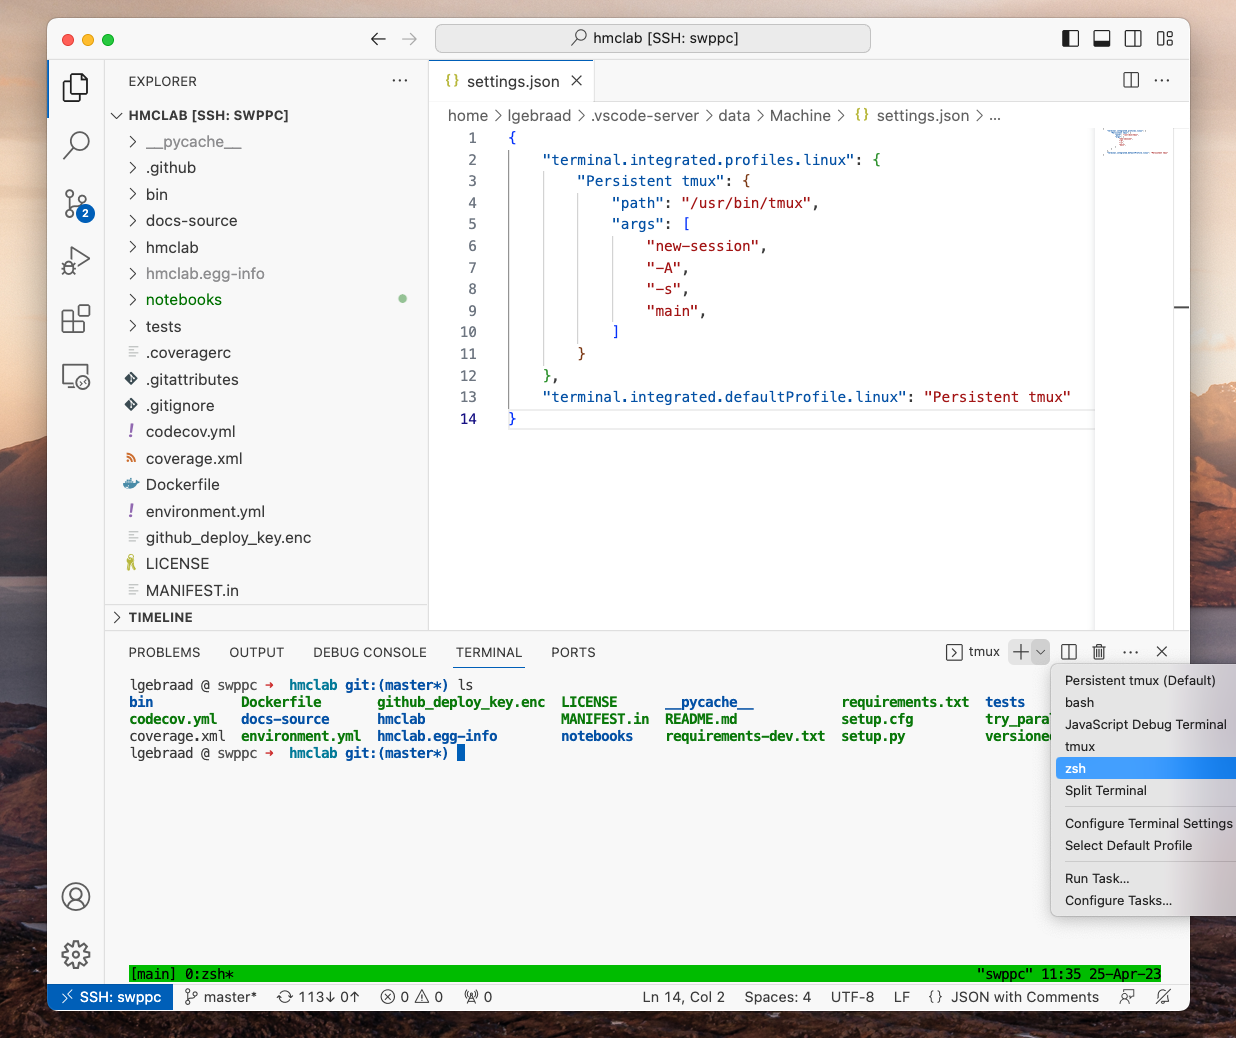 hmclab [SSH: swppc]
EXPLORER
HMCLAB [SSH: SWPPC]
__pycache__
.github
bin
docs-source
hmclab
hmclab.egg-info
notebooks
tests
.coveragerc
.gitattributes
.gitignore
codecov.yml
coverage.xml
Dockerfile
environment.yml
github_deploy_key.enc
LICENSE
MANIFEST.in
TIMELINE
2
settings.json
home > lgebraad > .vscode-server > data > Machine > {} settings.json > ...
1 {
2 "terminal.integrated.profiles.linux": {
3 "Persistent tmux": {
4 "path": "/usr/bin/tmux",
5 "args": [
6 "new-session",
7 "-A",
8 "-s",
9 "main",
10 ]
11 }
12 },
13 "terminal.integrated.defaultProfile.linux": "Persistent tmux"
14 }
PROBLEMS OUTPUT DEBUG CONSOLE TERMINAL PORTS
tmux
lgebraad @ swppc → hmclab git:(master*) ls
bin Dockerfile github_deploy_key.enc LICENSE __pycache__ requirements.txt tests
codecov.yml docs-source hmclab MANIFEST.in README.md setup.cfg try_para
coverage.xml environment.yml hmclab.egg-info notebooks requirements-dev.txt setup.py versione
lgebraad @ swppc → hmclab git:(master*)
Persistent tmux (Default)
bash
JavaScript Debug Terminal
tmux
zsh
Split Terminal
Configure Terminal Settings
Select Default Profile
Run Task...
Configure Tasks...
[main] 0:zsh* "swppc" 11:35 25-Apr-23
SSH: swppc master* 113↓ 0↑ 0 0 0 Ln 14, Col 2 Spaces: 4 UTF-8 LF {} JSON with Comments